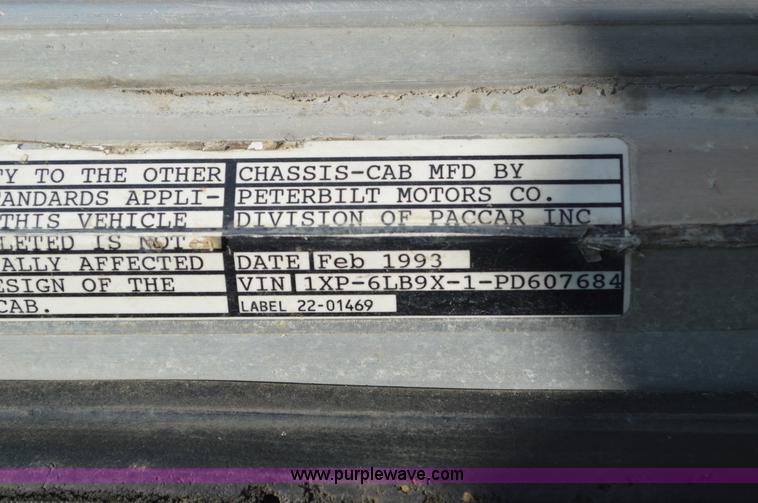 TY TO THE OTHER
TANDARDS APPLI-
THIS VEHICLE
LETED IS NOT
ALLY AFFECTED
ESIGN OF THE
CAB.
CHASSIS-CAB MFD BY
PETERBILT MOTORS CO.
DIVISION OF PACCAR INC
DATE Feb 1993
VIN 1XP-6LB9X-1-PD607684
LABEL 22-01469
www.purplewave.com